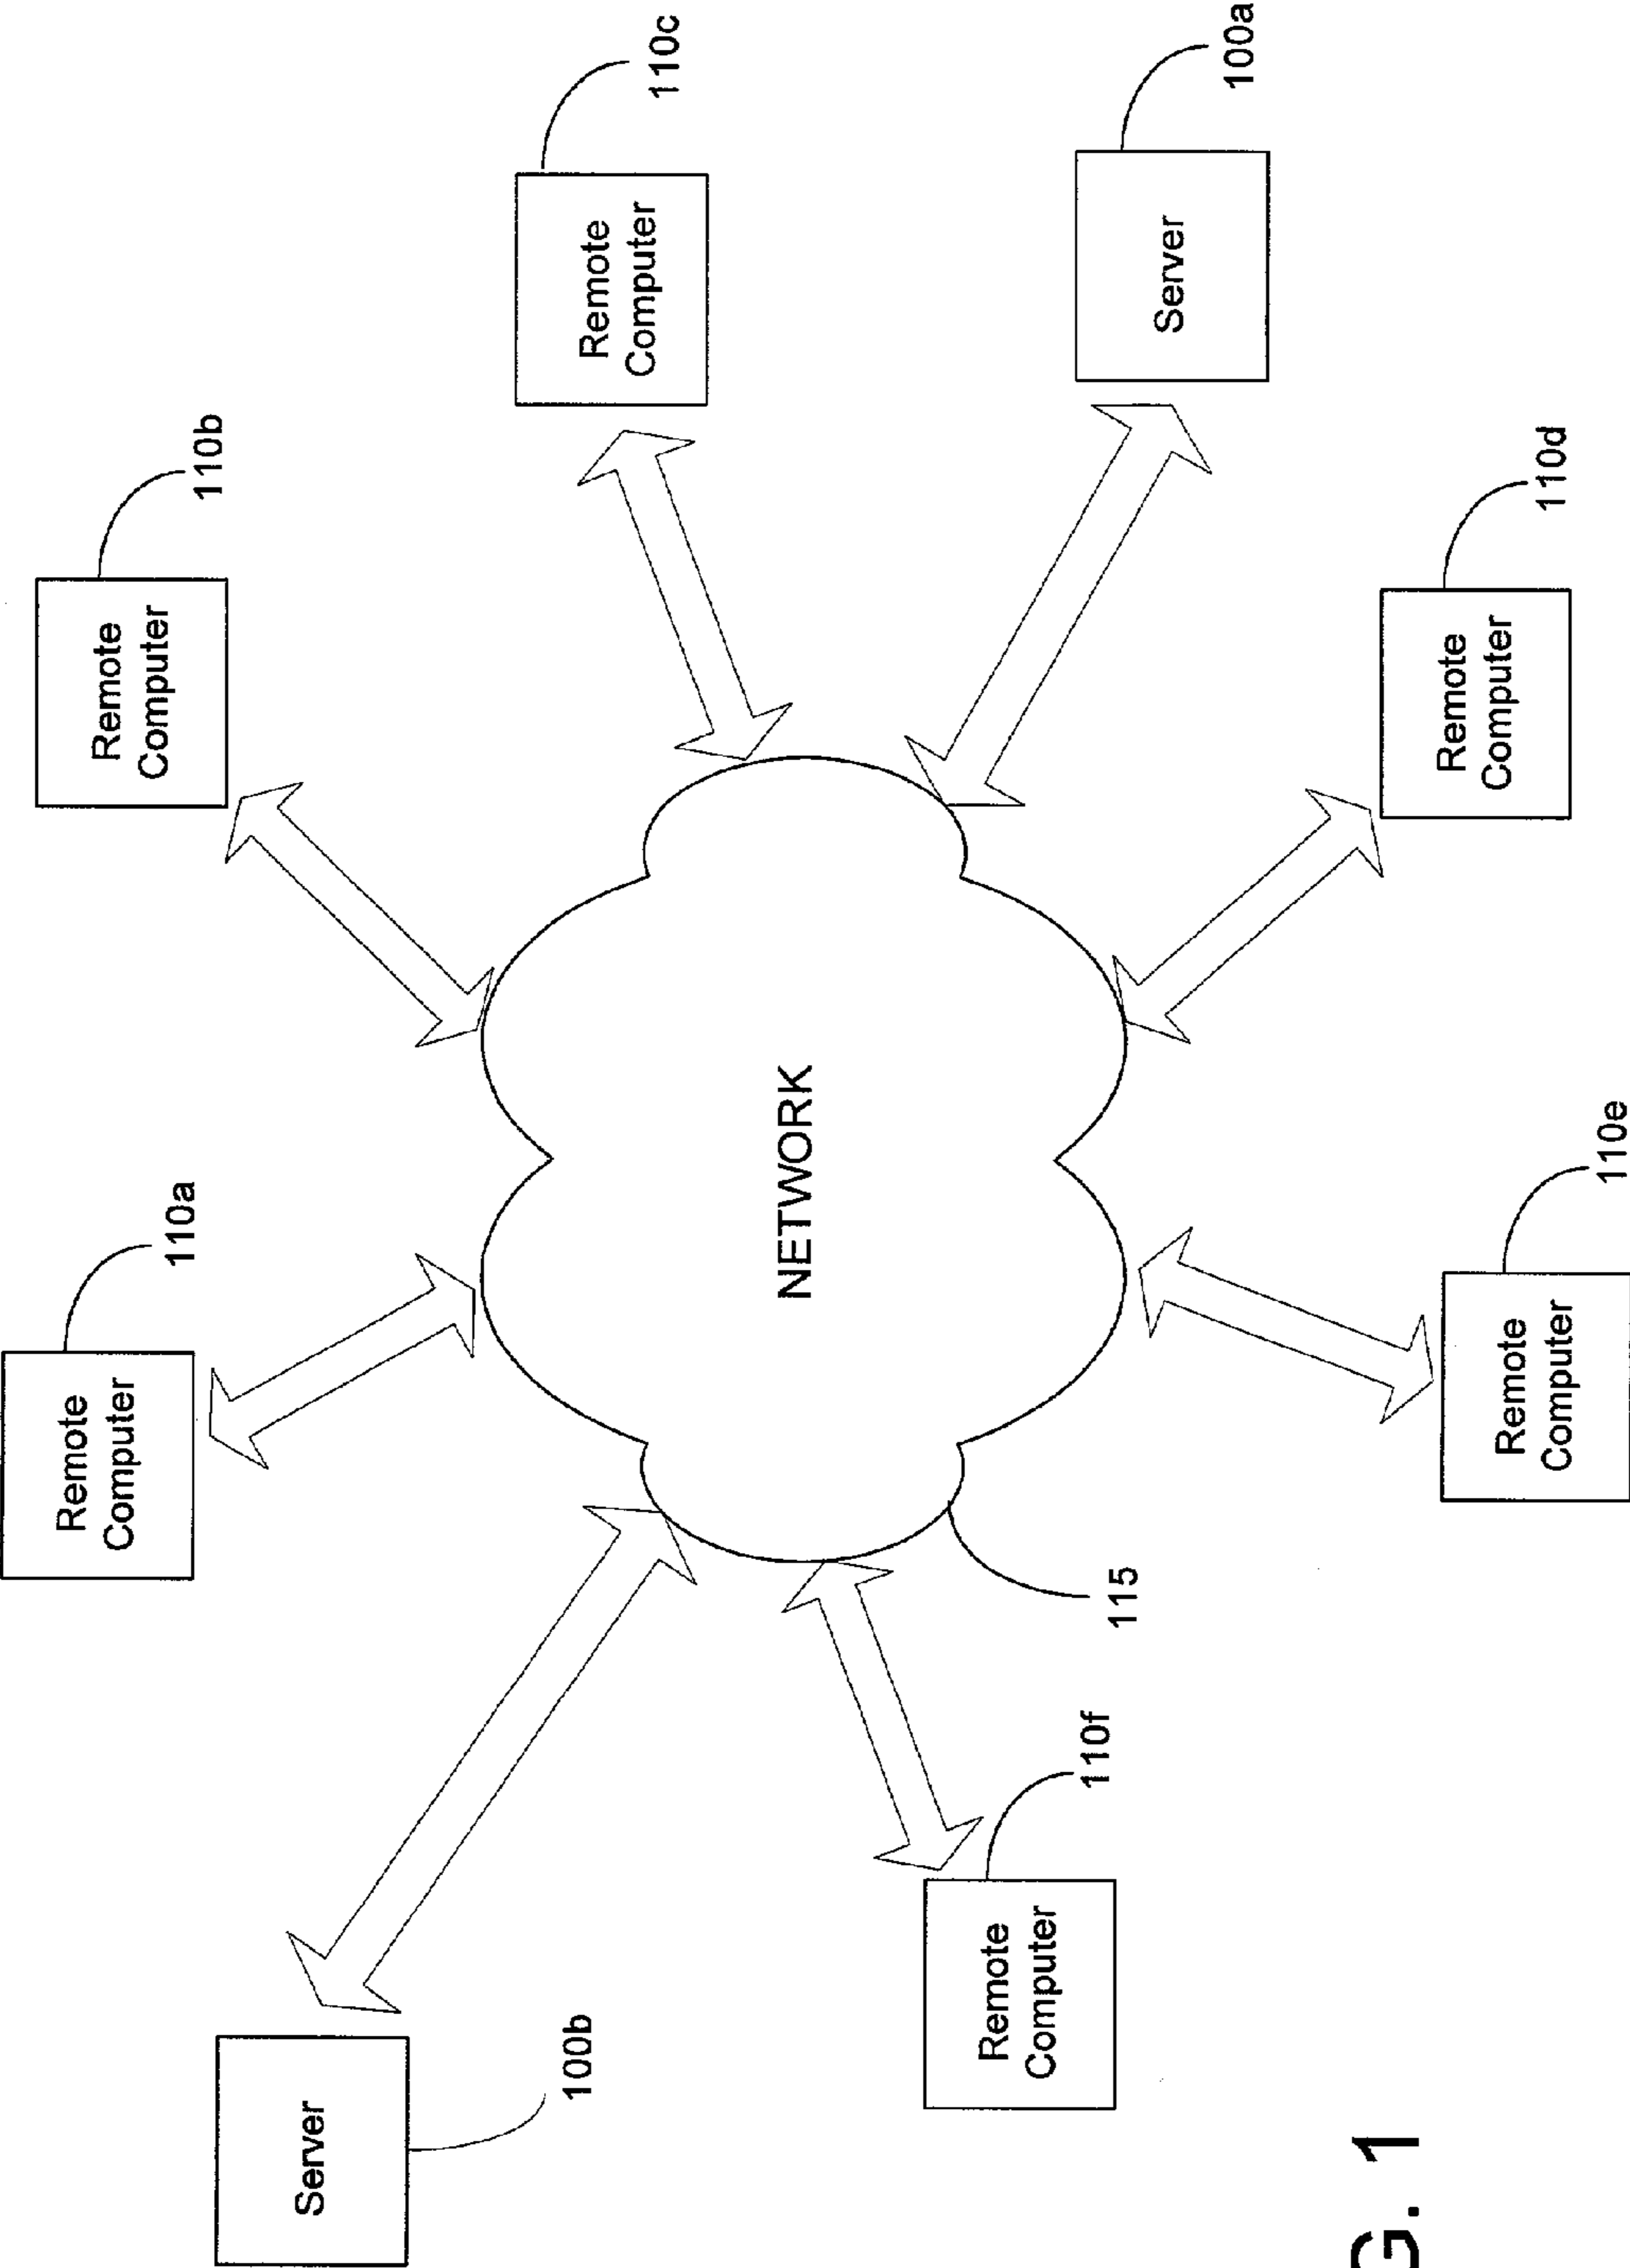 110a
Remote
Computer
110b
Remote
Computer
Server
100b
110c
Remote
Computer
NETWORK
110f
Remote
Computer
115
100a
Server
110d
Remote
Computer
110e
Remote
Computer
G. 1